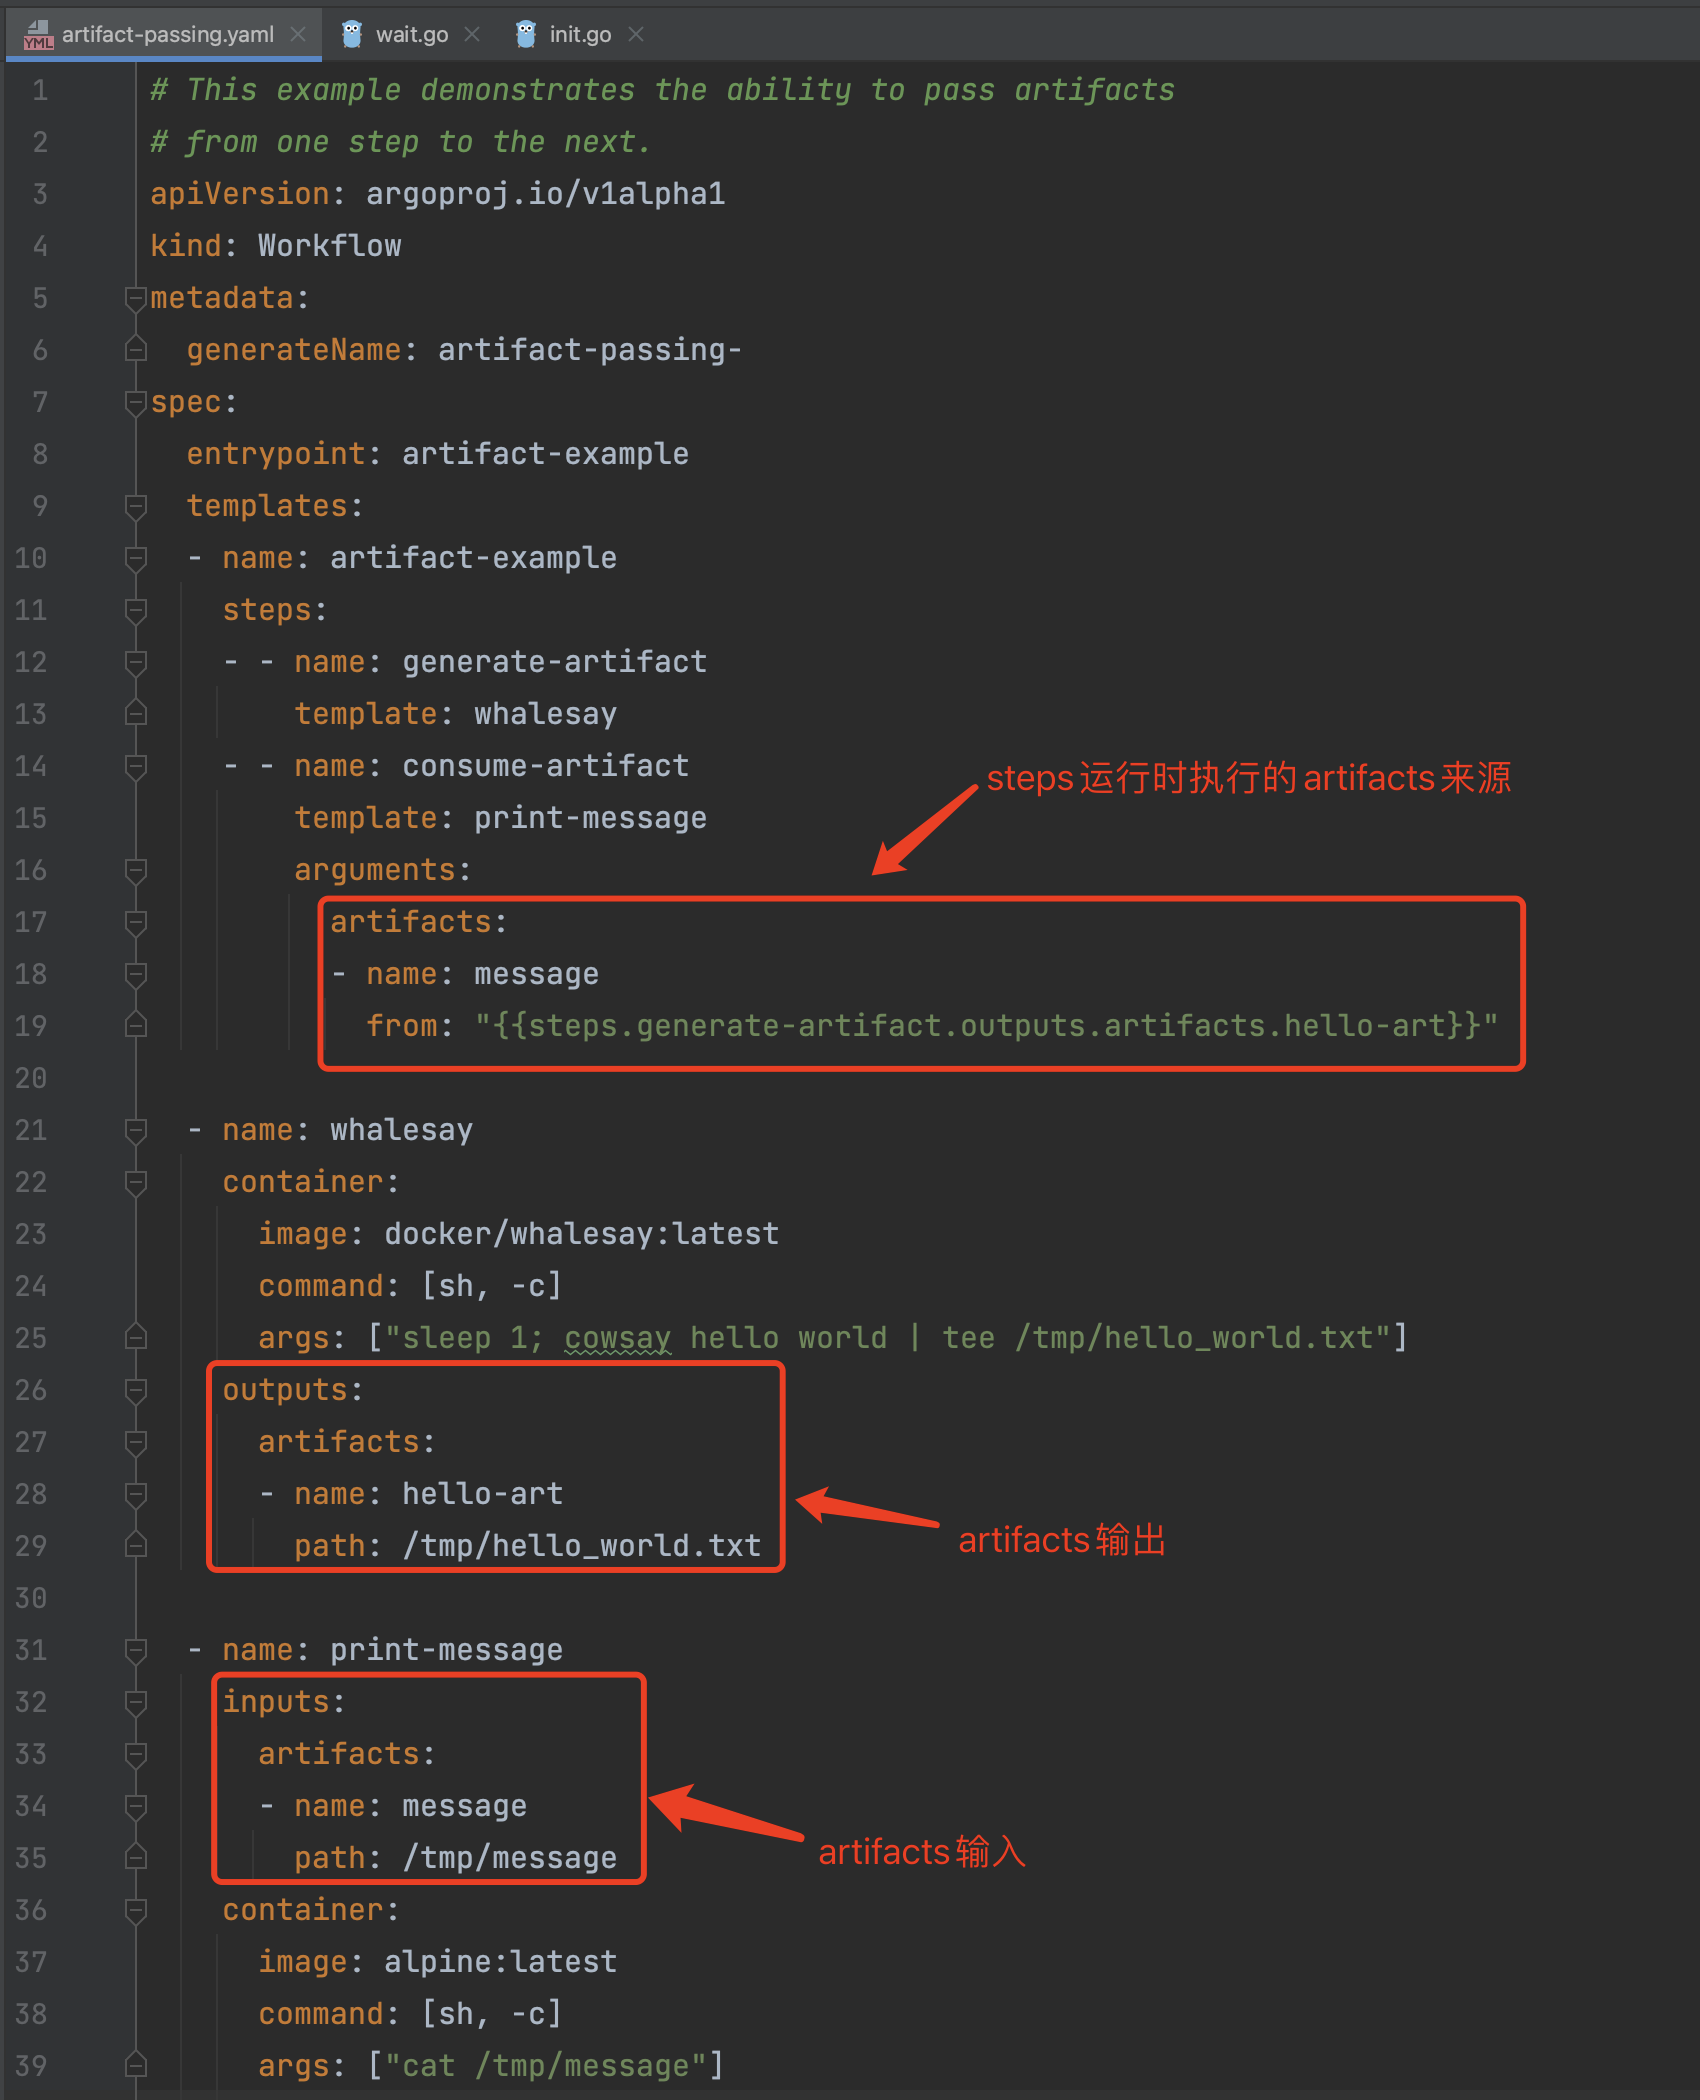 artifact-passing.yaml wait.go init.go
1 # This example demonstrates the ability to pass artifacts
2 # from one step to the next.
3 apiVersion: argoproj.io/v1alpha1
4 kind: Workflow
5 metadata:
6   generateName: artifact-passing-
7 spec:
8   entrypoint: artifact-example
9   templates:
10   - name: artifact-example
11     steps:
12     - - name: generate-artifact
13         template: whalesay
14     - - name: consume-artifact
steps运行时执行的artifacts来源
15         template: print-message
16         arguments:
17           artifacts:
18           - name: message
19             from: "{{steps.generate-artifact.outputs.artifacts.hello-art}}"
20
21   - name: whalesay
22     container:
23       image: docker/whalesay:latest
24       command: [sh, -c]
25       args: ["sleep 1; cowsay hello world | tee /tmp/hello_world.txt"]
26     outputs:
27       artifacts:
28       - name: hello-art
29         path: /tmp/hello_world.txt
artifacts输出
30
31   - name: print-message
32     inputs:
33       artifacts:
34       - name: message
35         path: /tmp/message
artifacts输入
36     container:
37       image: alpine:latest
38       command: [sh, -c]
39       args: ["cat /tmp/message"]